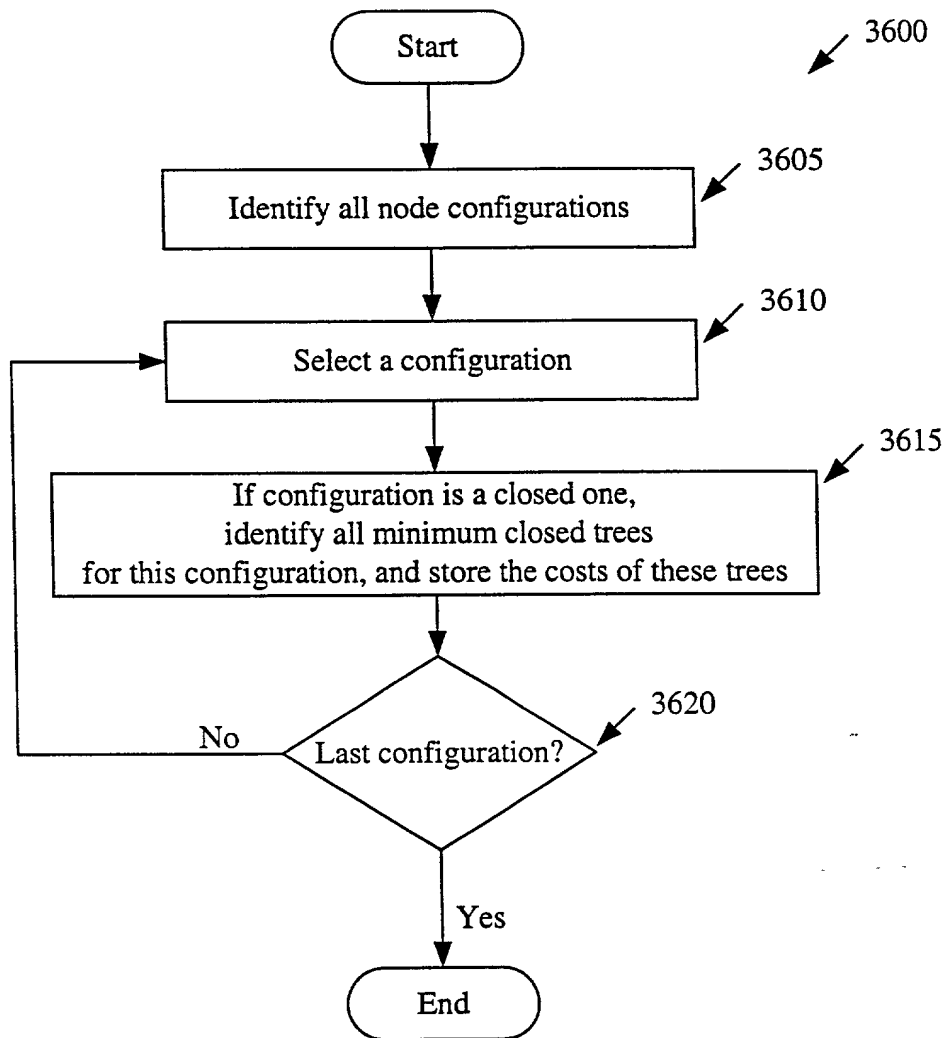 Start
3600
3605
Identify all node configurations
3610
Select a configuration
3615
If configuration is a closed one,
identify all minimum closed trees
for this configuration, and store the costs of these trees
3620
No
Last configuration?
Yes
End